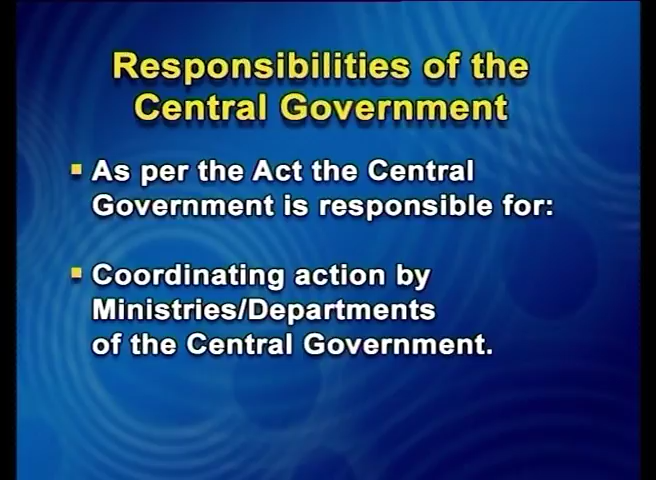 Responsibilities of the
Central Government
As per the Act the Central
Government is responsible for:
Coordinating action by
Ministries/Departments
of the Central Government.